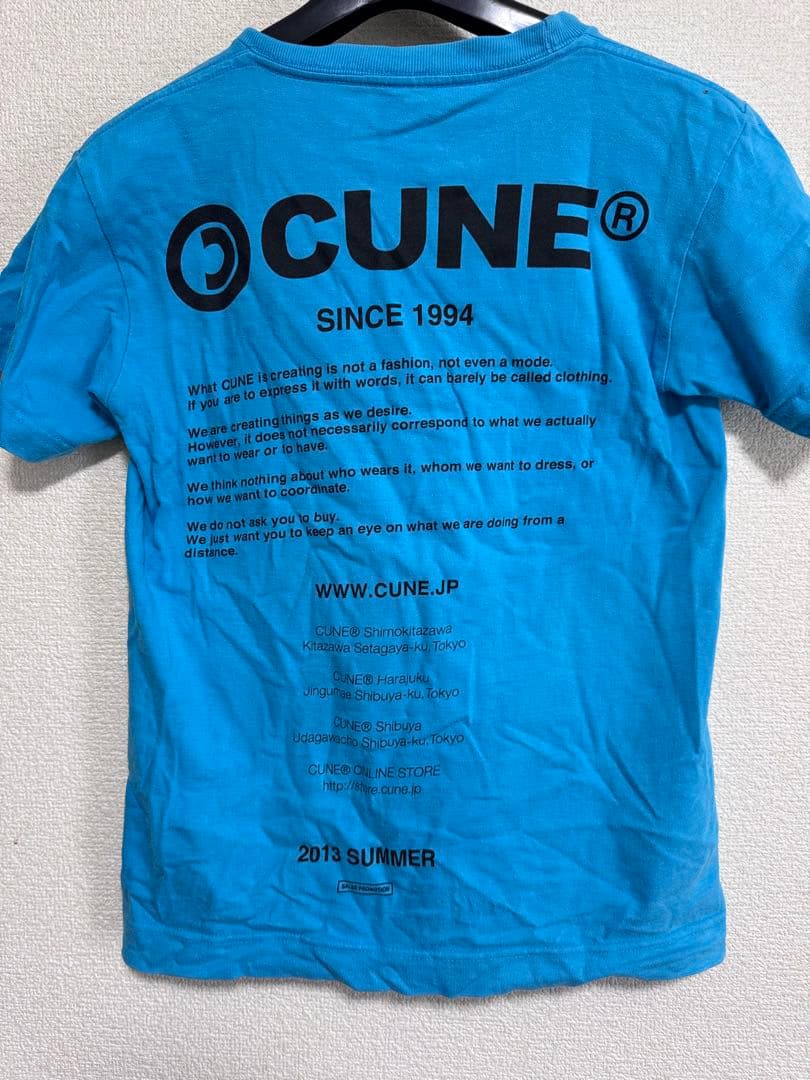 CUNE®
SINCE 1994
What CUNE is creating is not a fashion, not even a mode.
If you are to express it with words, it can barely be called clothing.
We are creating things as we desire.
However, it does not necessarily correspond to what we actually
want to wear or to have.
We think nothing about who wears it, whom we want to dress, or
how we want to coordinate.
We do not ask you to buy.
We just want you to keep an eye on what we are doing from a
distance.
WWW.CUNE.JP
CUNE® Shimokitazawa
Kitazawa Setagaya-ku, Tokyo
CUNE® Harajuku
Jingumae Shibuya-ku, Tokyo
CUNE® Shibuya
Udagawacho Shibuya-ku, Tokyo
CUNE® ONLINE STORE
http://store.cune.jp
2013 SUMMER
SALES PROMOTION